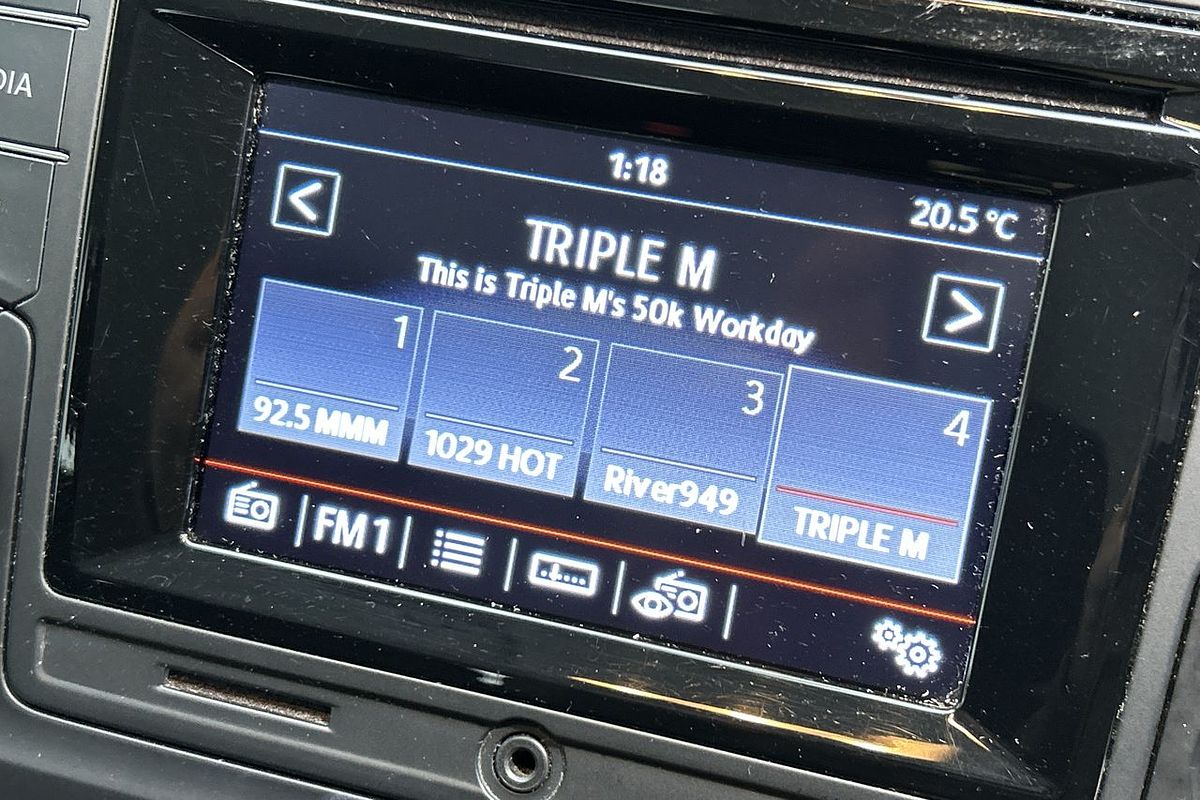 DIA
1:18
20.5 °C
<
TRIPLE M
This is Triple M's 50k Workday
>
1
92.5 MMM
2
1029 HOT
3
River949
4
TRIPLE M
FM1